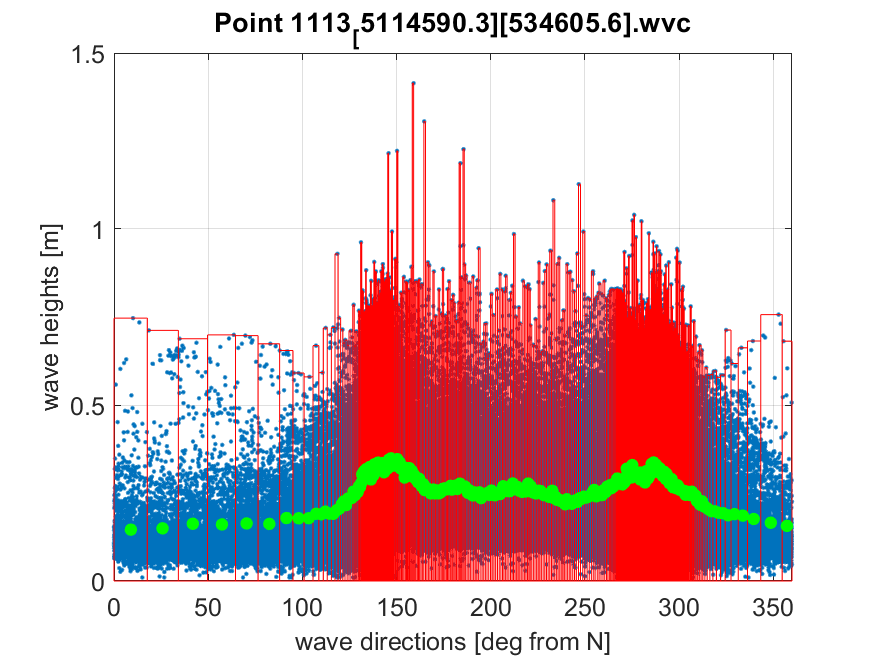 Point 1113[5114590.3][534605.6].wvc
1.5
1
0.5
0
wave heights [m]
0 50 100 150 200 250 300 350
wave directions [deg from N]